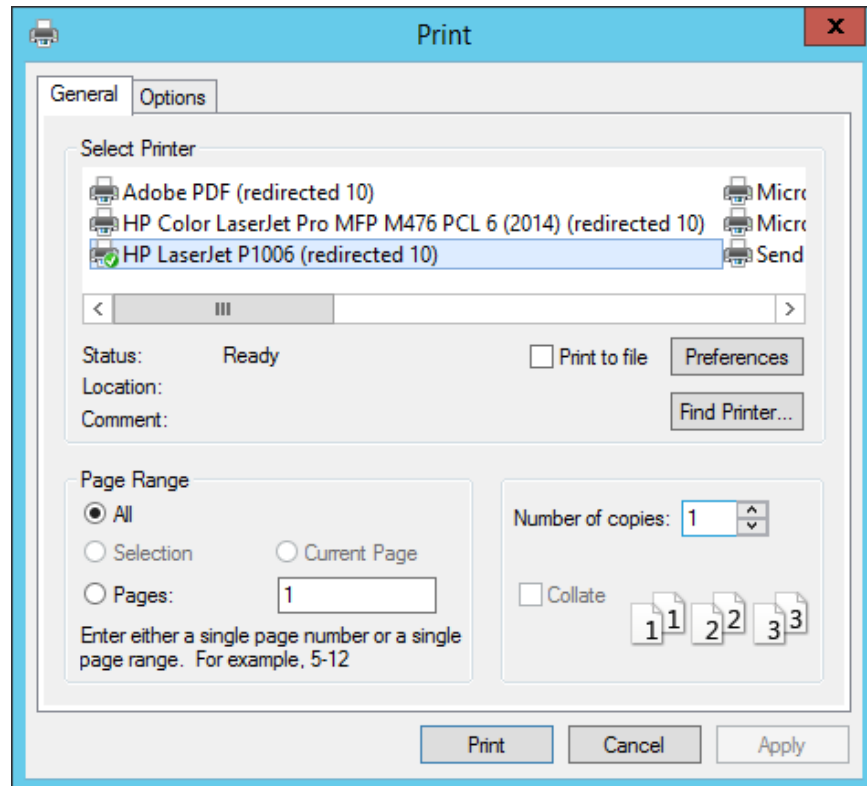 Print
x
General Options
Select Printer
Adobe PDF (redirected 10) Micro
HP Color LaserJet Pro MFP M476 PCL 6 (2014) (redirected 10) Micro
HP LaserJet P1006 (redirected 10) Send
Status: Ready Print to file Preferences
Location:
Comment: Find Printer...
Page Range
All
Selection Current Page
Pages: 1
Enter either a single page number or a single
page range. For example, 5-12
Number of copies: 1
Collate
1 1 2 2 3 3
Print Cancel Apply